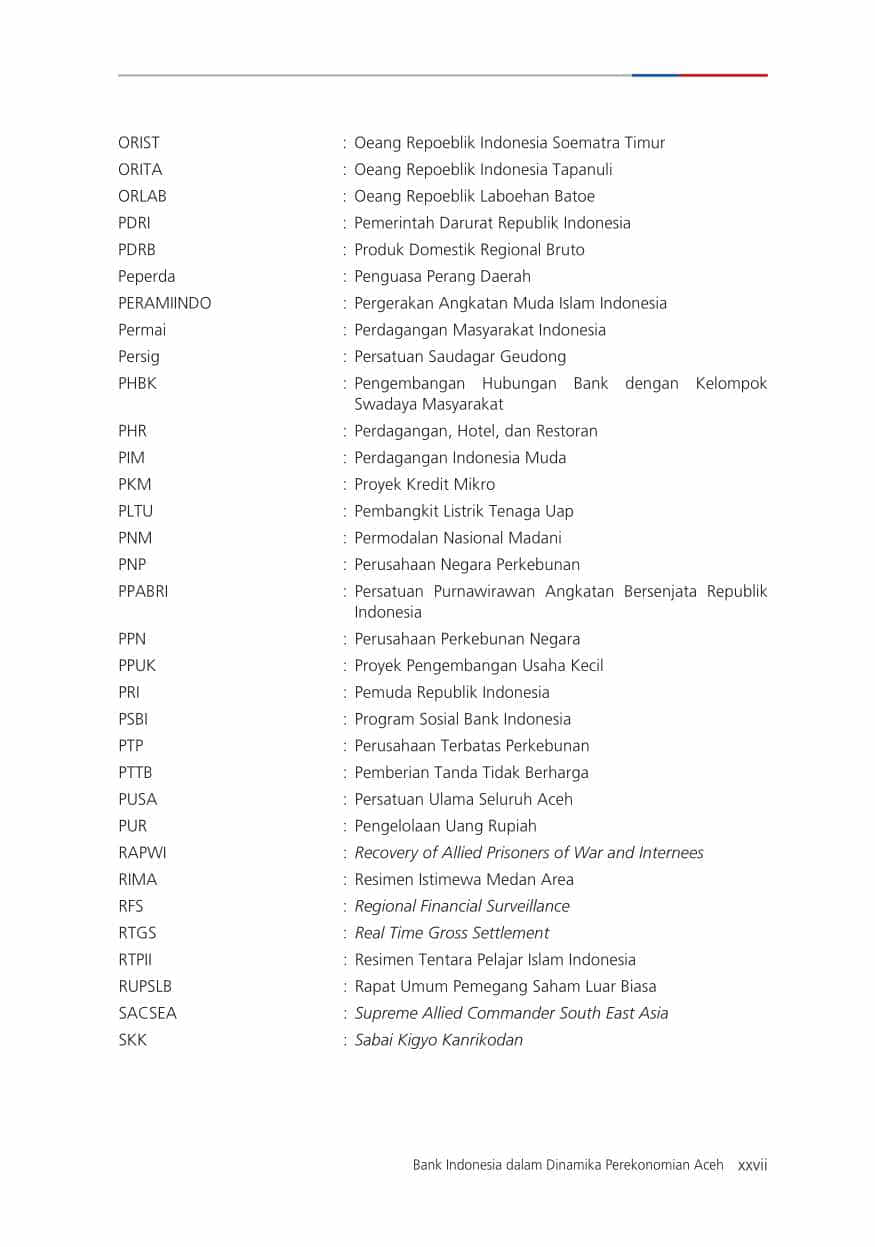 ORIST : Oeang Repoeblik Indonesia Soematra Timur
ORITA : Oeang Repoeblik Indonesia Tapanuli
ORLAB : Oeang Repoeblik Laboehan Batoe
PDRI : Pemerintah Darurat Republik Indonesia
PDRB : Produk Domestik Regional Bruto
Peperda : Penguasa Perang Daerah
PERAMIINDO : Pergerakan Angkatan Muda Islam Indonesia
Permai : Perdagangan Masyarakat Indonesia
Persig : Persatuan Saudagar Geudong
PHBK : Pengembangan Hubungan Bank dengan Kelompok
Swadaya Masyarakat
PHR : Perdagangan, Hotel, dan Restoran
PIM : Perdagangan Indonesia Muda
PKM : Proyek Kredit Mikro
PLTU : Pembangkit Listrik Tenaga Uap
PNM : Permodalan Nasional Madani
PNP : Perusahaan Negara Perkebunan
PPABRI : Persatuan Purnawirawan Angkatan Bersenjata Republik
Indonesia
PPN : Perusahaan Perkebunan Negara
PPUK : Proyek Pengembangan Usaha Kecil
PRI : Pemuda Republik Indonesia
PSBI : Program Sosial Bank Indonesia
PTP : Perusahaan Terbatas Perkebunan
PTTB : Pemberian Tanda Tidak Berharga
PUSA : Persatuan Ulama Seluruh Aceh
PUR : Pengelolaan Uang Rupiah
RAPWI : Recovery of Allied Prisoners of War and Internees
RIMA : Resimen Istimewa Medan Area
RFS : Regional Financial Surveillance
RTGS : Real Time Gross Settlement
RTPII : Resimen Tentara Pelajar Islam Indonesia
RUPSLB : Rapat Umum Pemegang Saham Luar Biasa
SACSEA : Supreme Allied Commander South East Asia
SKK : Sabai Kigyo Kanrikodan
Bank Indonesia dalam Dinamika Perekonomian Aceh xxvii